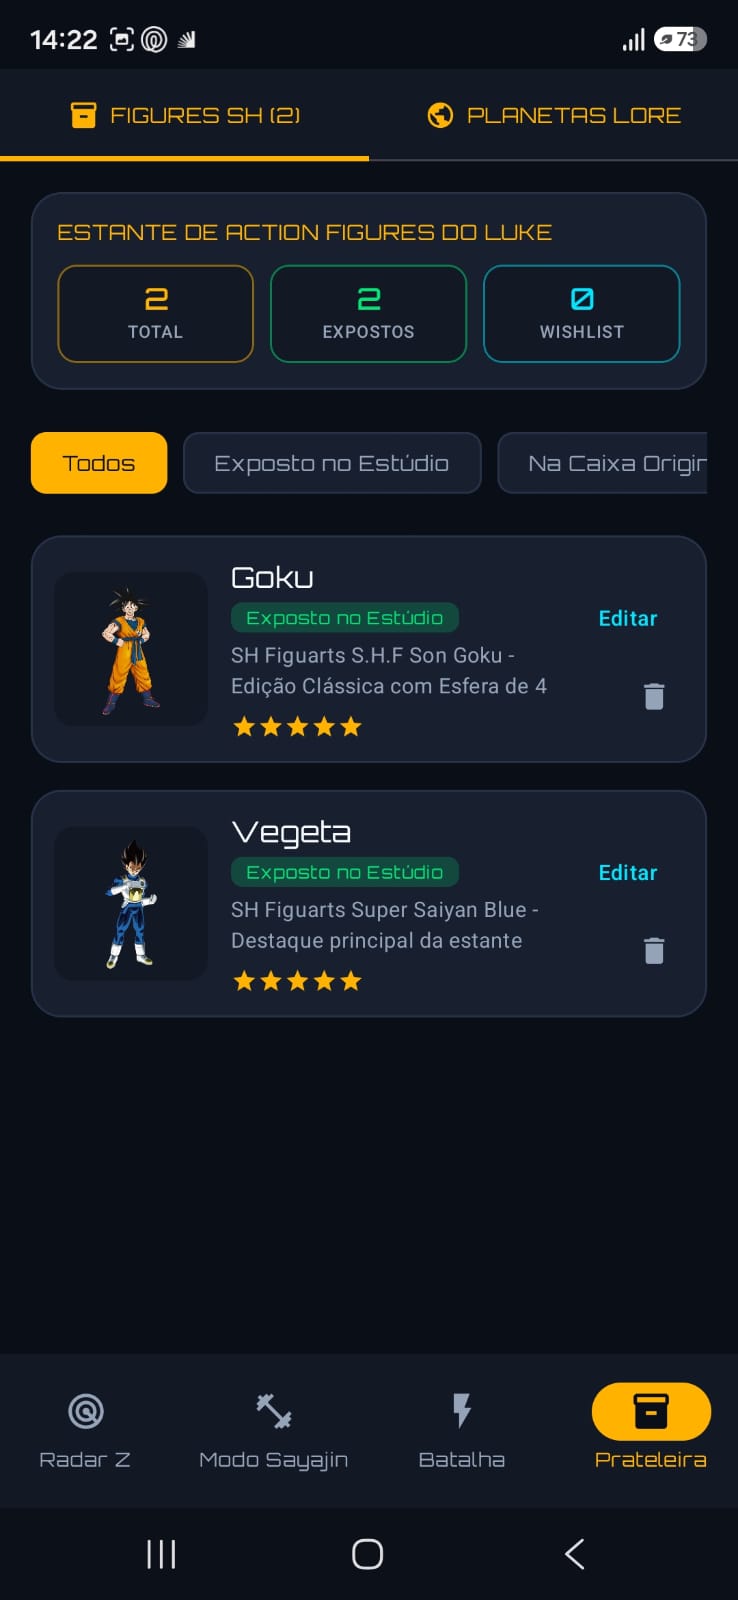 14:22
73
FIGURES SH (2)
PLANETAS LORE
ESTANTE DE ACTION FIGURES DO LUKE
2
TOTAL
2
EXPOSTOS
0
WISHLIST
Todos
Exposto no Estúdio
Na Caixa Origin
Goku
Exposto no Estúdio
Editar
SH Figuarts S.H.F Son Goku -
Edição Clássica com Esfera de 4
Vegeta
Exposto no Estúdio
Editar
SH Figuarts Super Saiyan Blue -
Destaque principal da estante
Radar Z
Modo Sayajin
Batalha
Prateleira